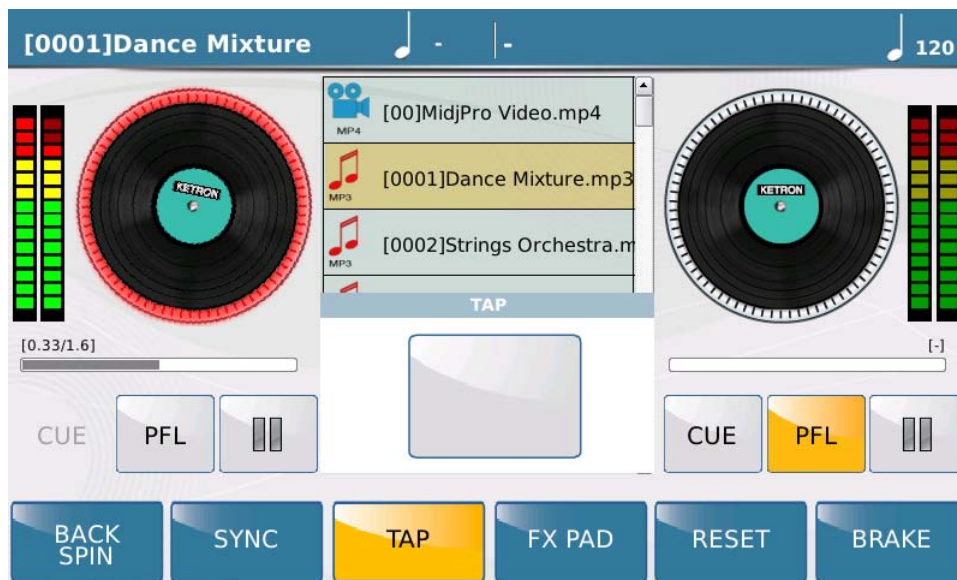 [0001]Dance Mixture
-
-
120
MP4
[00]MidjPro Video.mp4
MP3
[0001]Dance Mixture.mp3
MP3
[0002]Strings Orchestra.m
KETRON
KETRON
TAP
[0.33/1.6]
[-]
CUE
PFL
CUE
PFL
BACK
SPIN
SYNC
TAP
FX PAD
RESET
BRAKE